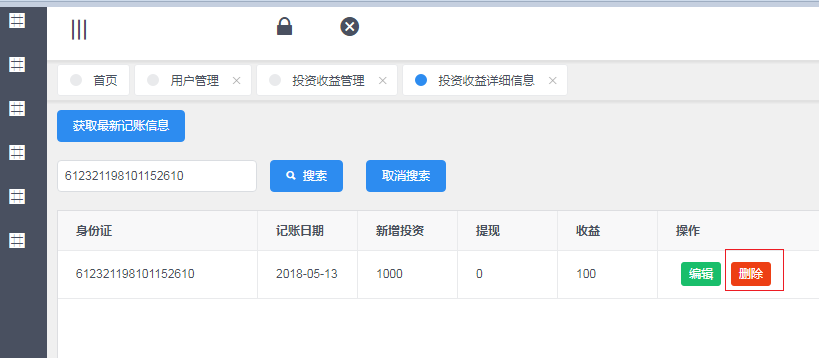 首页 用户管理 投资收益管理 投资收益详细信息
获取最新记账信息
612321198101152610 搜索 取消搜索
身份证 记账日期 新增投资 提现 收益 操作
612321198101152610 2018-05-13 1000 0 100 编辑 删除